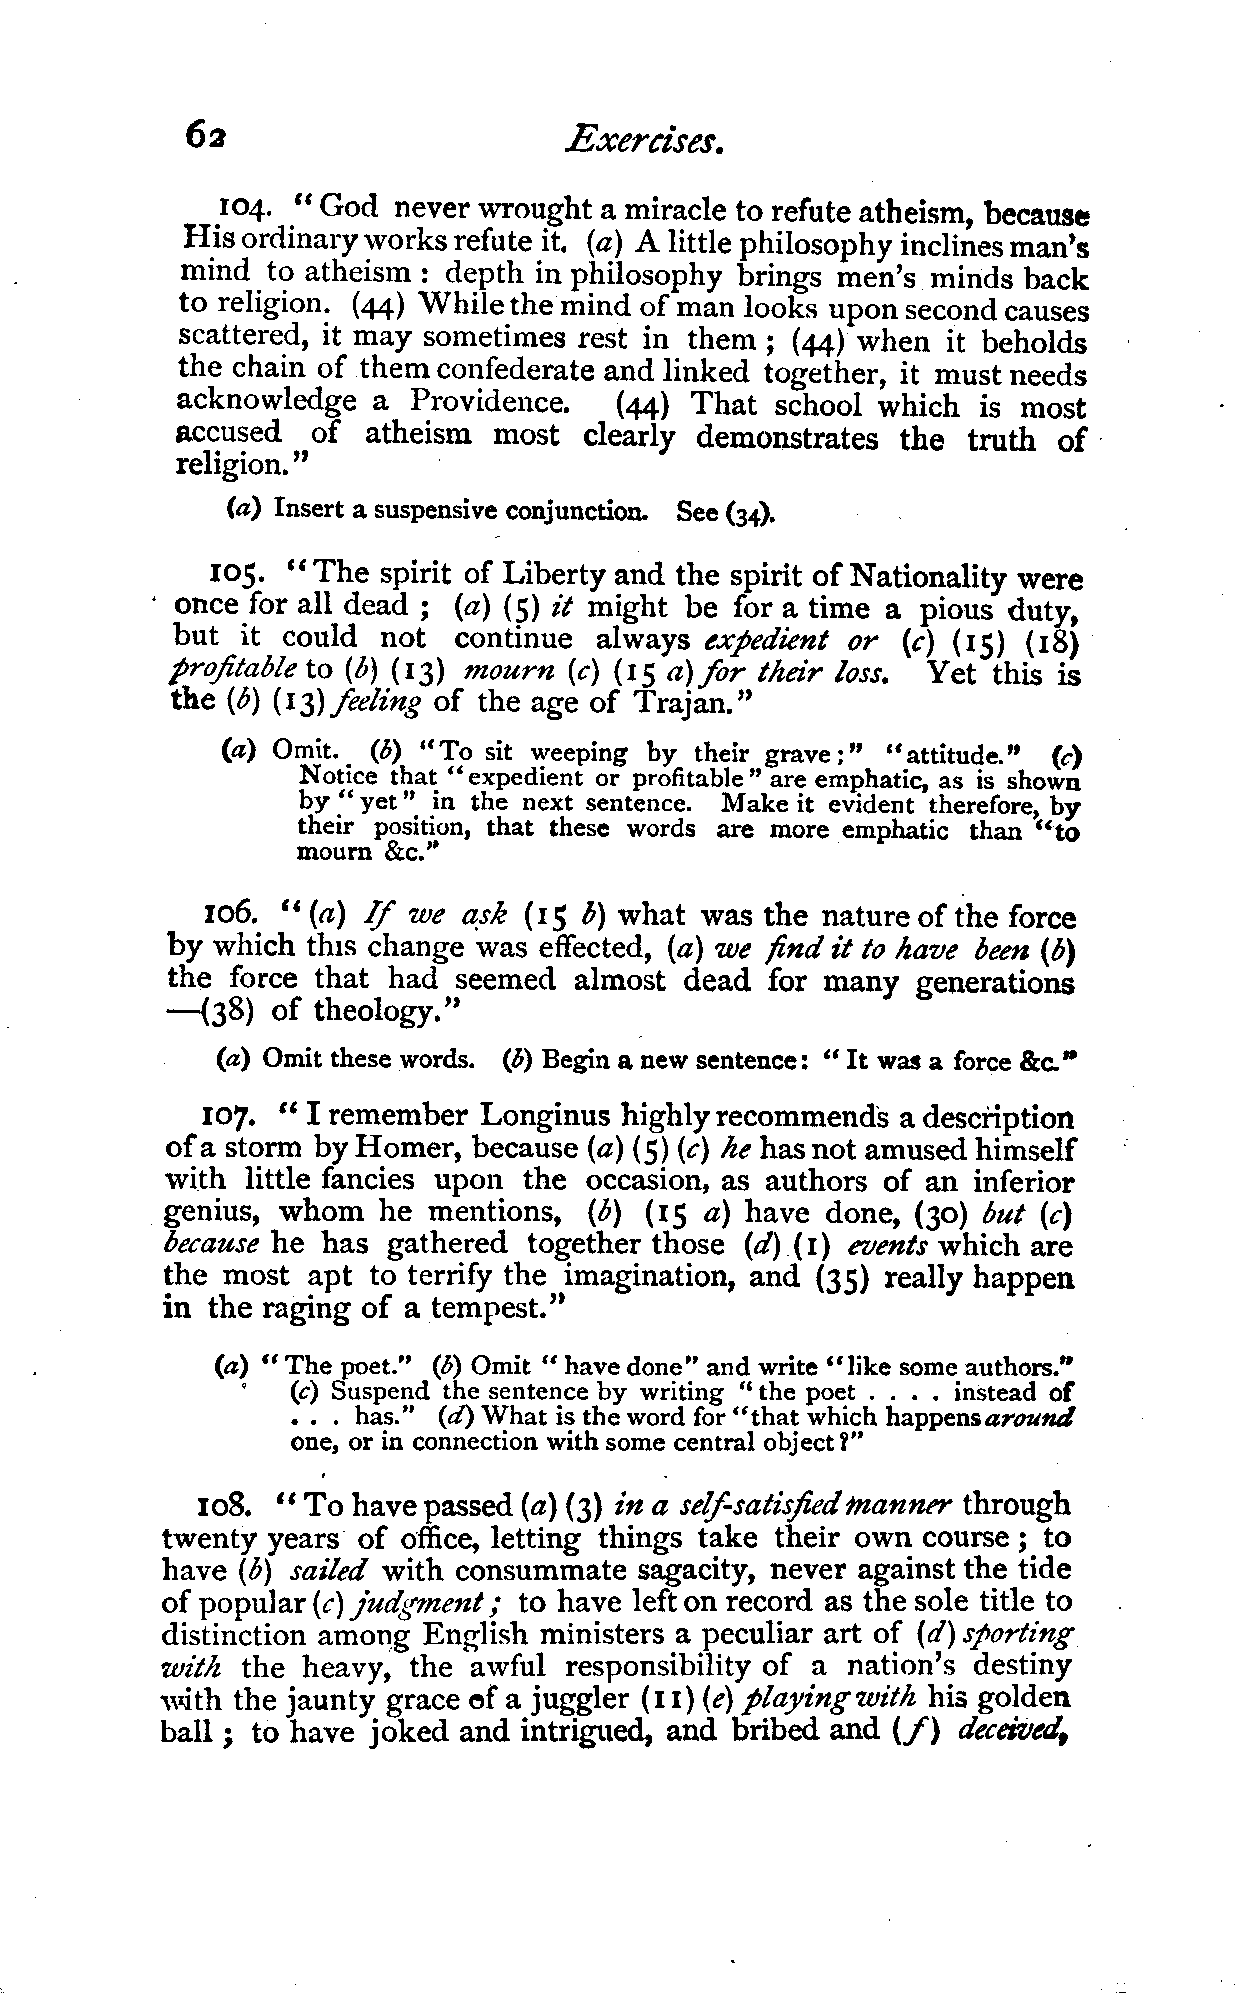 62 Exercises.
104. "God never wrought a miracle to refute atheism, because
His ordinary works refute it. (a) A little philosophy inclines man's
mind to atheism : depth in philosophy brings men's minds back
to religion. (44) While the mind of man looks upon second causes
scattered, it may sometimes rest in them ; (44) when it beholds
the chain of them confederate and linked together, it must needs
acknowledge a Providence. (44) That school which is most
accused of atheism most clearly demonstrates the truth of
religion."
(a) Insert a suspensive conjunction. See (34).
105. "The spirit of Liberty and the spirit of Nationality were
once for all dead ; (a) (5) it might be for a time a pious duty,
but it could not continue always expedient or (c) (15) (18)
profitable to (b) (13) mourn (c) (15 a) for their loss. Yet this is
the (b) (13) feeling of the age of Trajan."
(a) Omit. (b) "To sit weeping by their grave ;" "attitude." (c)
Notice that "expedient or profitable" are emphatic, as is shown
by "yet" in the next sentence. Make it evident therefore, by
their position, that these words are more emphatic than "to
mourn &c."
106. "(a) If we ask (15 b) what was the nature of the force
by which this change was effected, (a) we find it to have been (b)
the force that had seemed almost dead for many generations
—(38) of theology."
(a) Omit these words. (b) Begin a new sentence: "It was a force &c."
107. "I remember Longinus highly recommends a description
of a storm by Homer, because (a) (5) (c) he has not amused himself
with little fancies upon the occasion, as authors of an inferior
genius, whom he mentions, (b) (15 a) have done, (30) but (c)
because he has gathered together those (d) (1) events which are
the most apt to terrify the imagination, and (35) really happen
in the raging of a tempest."
(a) "The poet." (b) Omit "have done" and write "like some authors."
(c) Suspend the sentence by writing "the poet . . . . instead of
. . . has." (d) What is the word for "that which happens around
one, or in connection with some central object?"
108. "To have passed (a) (3) in a self-satisfied manner through
twenty years of office, letting things take their own course ; to
have (b) sailed with consummate sagacity, never against the tide
of popular (c) judgment ; to have left on record as the sole title to
distinction among English ministers a peculiar art of (d) sporting
with the heavy, the awful responsibility of a nation's destiny
with the jaunty grace of a juggler (11) (e) playing with his golden
ball ; to have joked and intrigued, and bribed and (f) deceived,